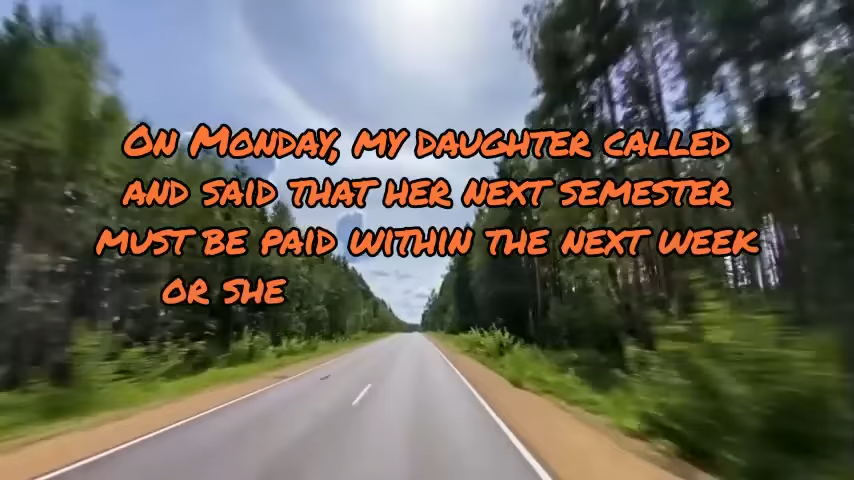 On Monday, my daughter called
and said that her next semester
must be paid within the next week
or she